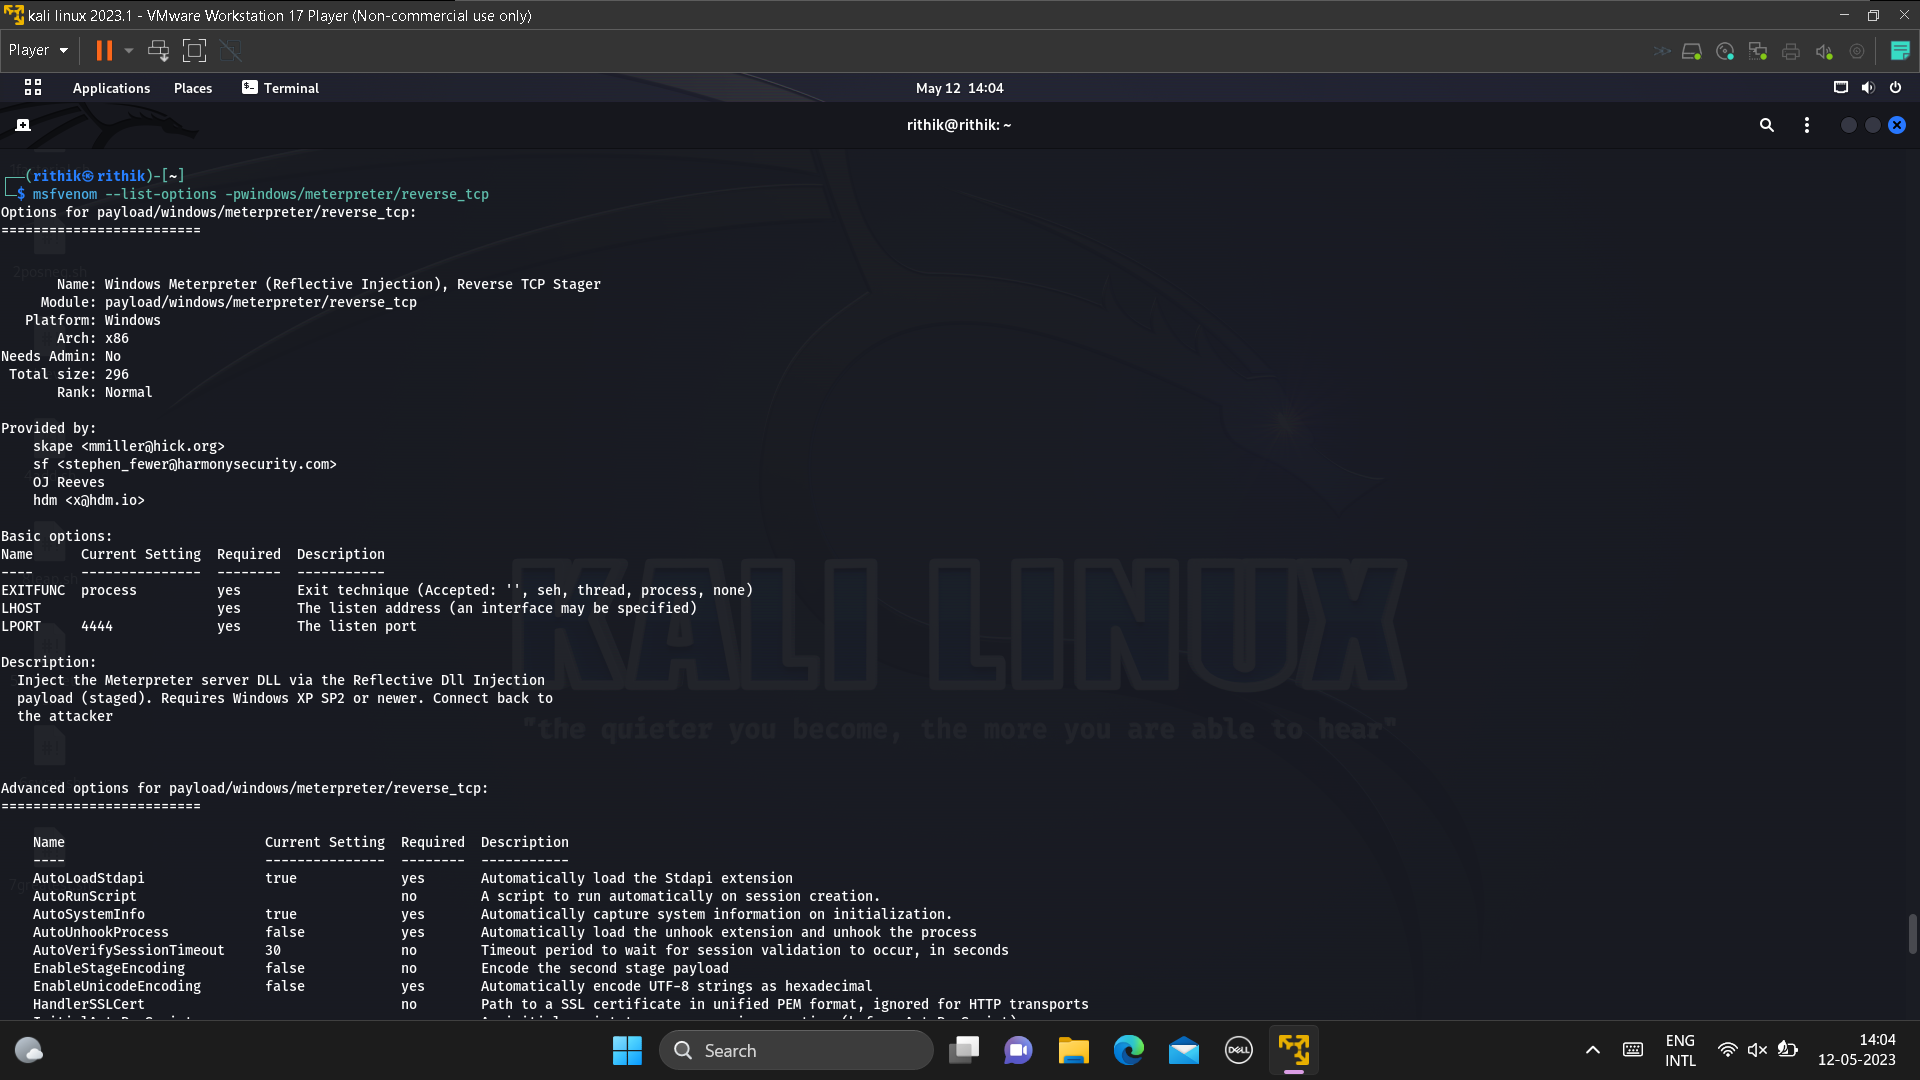 kali linux 2023.1 - VMware Workstation 17 Player (Non-commercial use only)
Player
Applications Places Terminal May 12 14:04
rithik@rithik: ~
(rithik㉿rithik)-[~]
$ msfvenom --list-options -pwindows/meterpreter/reverse_tcp
Options for payload/windows/meterpreter/reverse_tcp:
=========================
2posneg.sh
Name: Windows Meterpreter (Reflective Injection), Reverse TCP Stager
Module: payload/windows/meterpreter/reverse_tcp
Platform: Windows
Arch: x86
Needs Admin: No
Total size: 296
Rank: Normal
Provided by:
skape <mmiller@hick.org>
sf <stephen_fewer@harmonysecurity.com>
OJ Reeves
hdm <x@hdm.io>
Basic options:
Name Current Setting Required Description
---- --------------- -------- -----------
EXITFUNC process yes Exit technique (Accepted: '', seh, thread, process, none)
LHOST yes The listen address (an interface may be specified)
LPORT 4444 yes The listen port
KALI LINUX
"the quieter you become, the more you are able to hear"
Description:
Inject the Meterpreter server DLL via the Reflective Dll Injection
payload (staged). Requires Windows XP SP2 or newer. Connect back to
the attacker
Advanced options for payload/windows/meterpreter/reverse_tcp:
=========================
Name Current Setting Required Description
---- --------------- -------- -----------
AutoLoadStdapi true yes Automatically load the Stdapi extension
AutoRunScript no A script to run automatically on session creation.
AutoSystemInfo true yes Automatically capture system information on initialization.
AutoUnhookProcess false yes Automatically load the unhook extension and unhook the process
AutoVerifySessionTimeout 30 no Timeout period to wait for session validation to occur, in seconds
EnableStageEncoding false no Encode the second stage payload
EnableUnicodeEncoding false yes Automatically encode UTF-8 strings as hexadecimal
HandlerSSLCert no Path to a SSL certificate in unified PEM format, ignored for HTTP transports
Search
DELL
ENG
INTL
14:04
12-05-2023